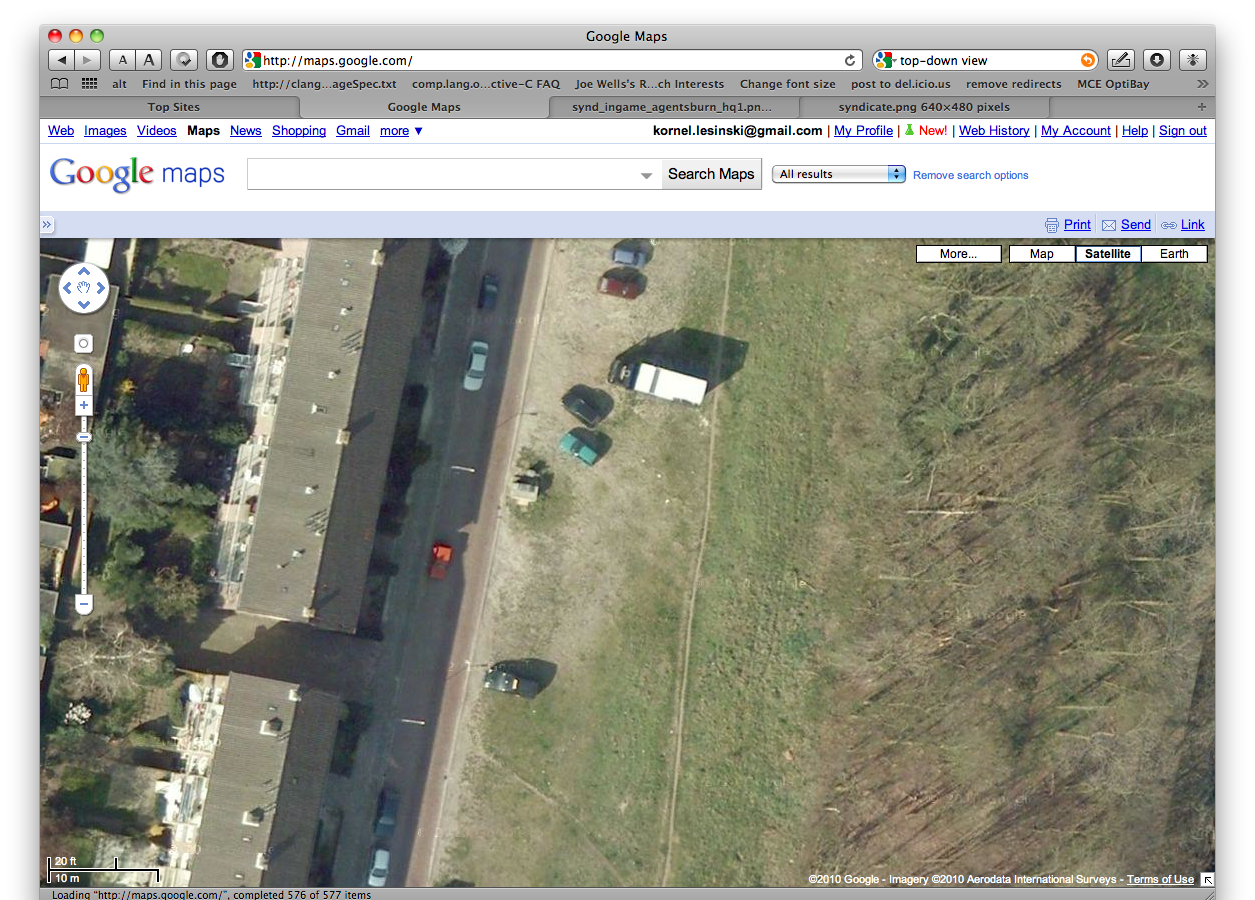 Google Maps
A A http://maps.google.com/ top-down view
alt Find in this page http://clang...ageSpec.txt comp.lang.o...ctive-C FAQ Joe Wells's R...ch Interests Change font size post to del.icio.us remove redirects MCE OptiBay »
Top Sites Google Maps synd_ingame_agentsburn_hq1.pn... syndicate.png 640×480 pixels +
Web Images Videos Maps News Shopping Gmail more ▼ kornel.lesinski@gmail.com | My Profile | New! | Web History | My Account | Help | Sign out
Google maps Search Maps All results Remove search options
» Print Send Link
More... Map Satellite Earth
20 ft
10 m
©2010 Google - Imagery ©2010 Aerodata International Surveys - Terms of Use
Loading "http://maps.google.com/", completed 576 of 577 items